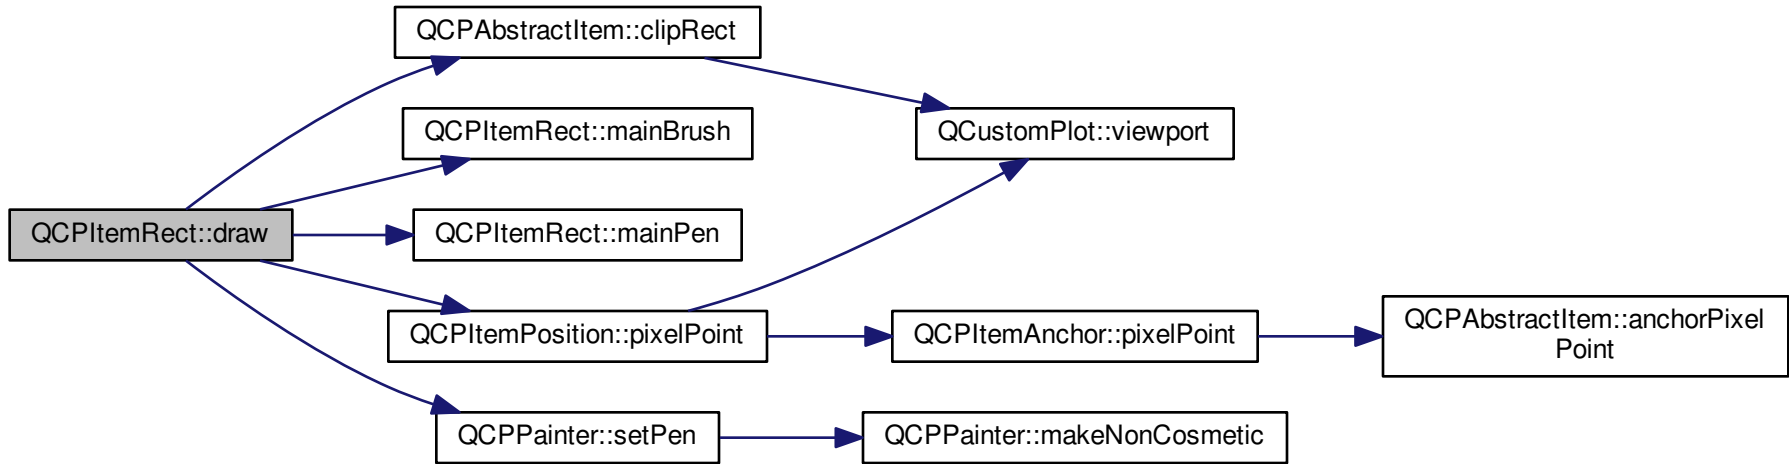 QCPAbstractItem::clipRect
QCPItemRect::mainBrush
QCustomPlot::viewport
QCPItemRect::draw
QCPItemRect::mainPen
QCPItemPosition::pixelPoint
QCPItemAnchor::pixelPoint
QCPAbstractItem::anchorPixel
Point
QCPPainter::setPen
QCPPainter::makeNonCosmetic